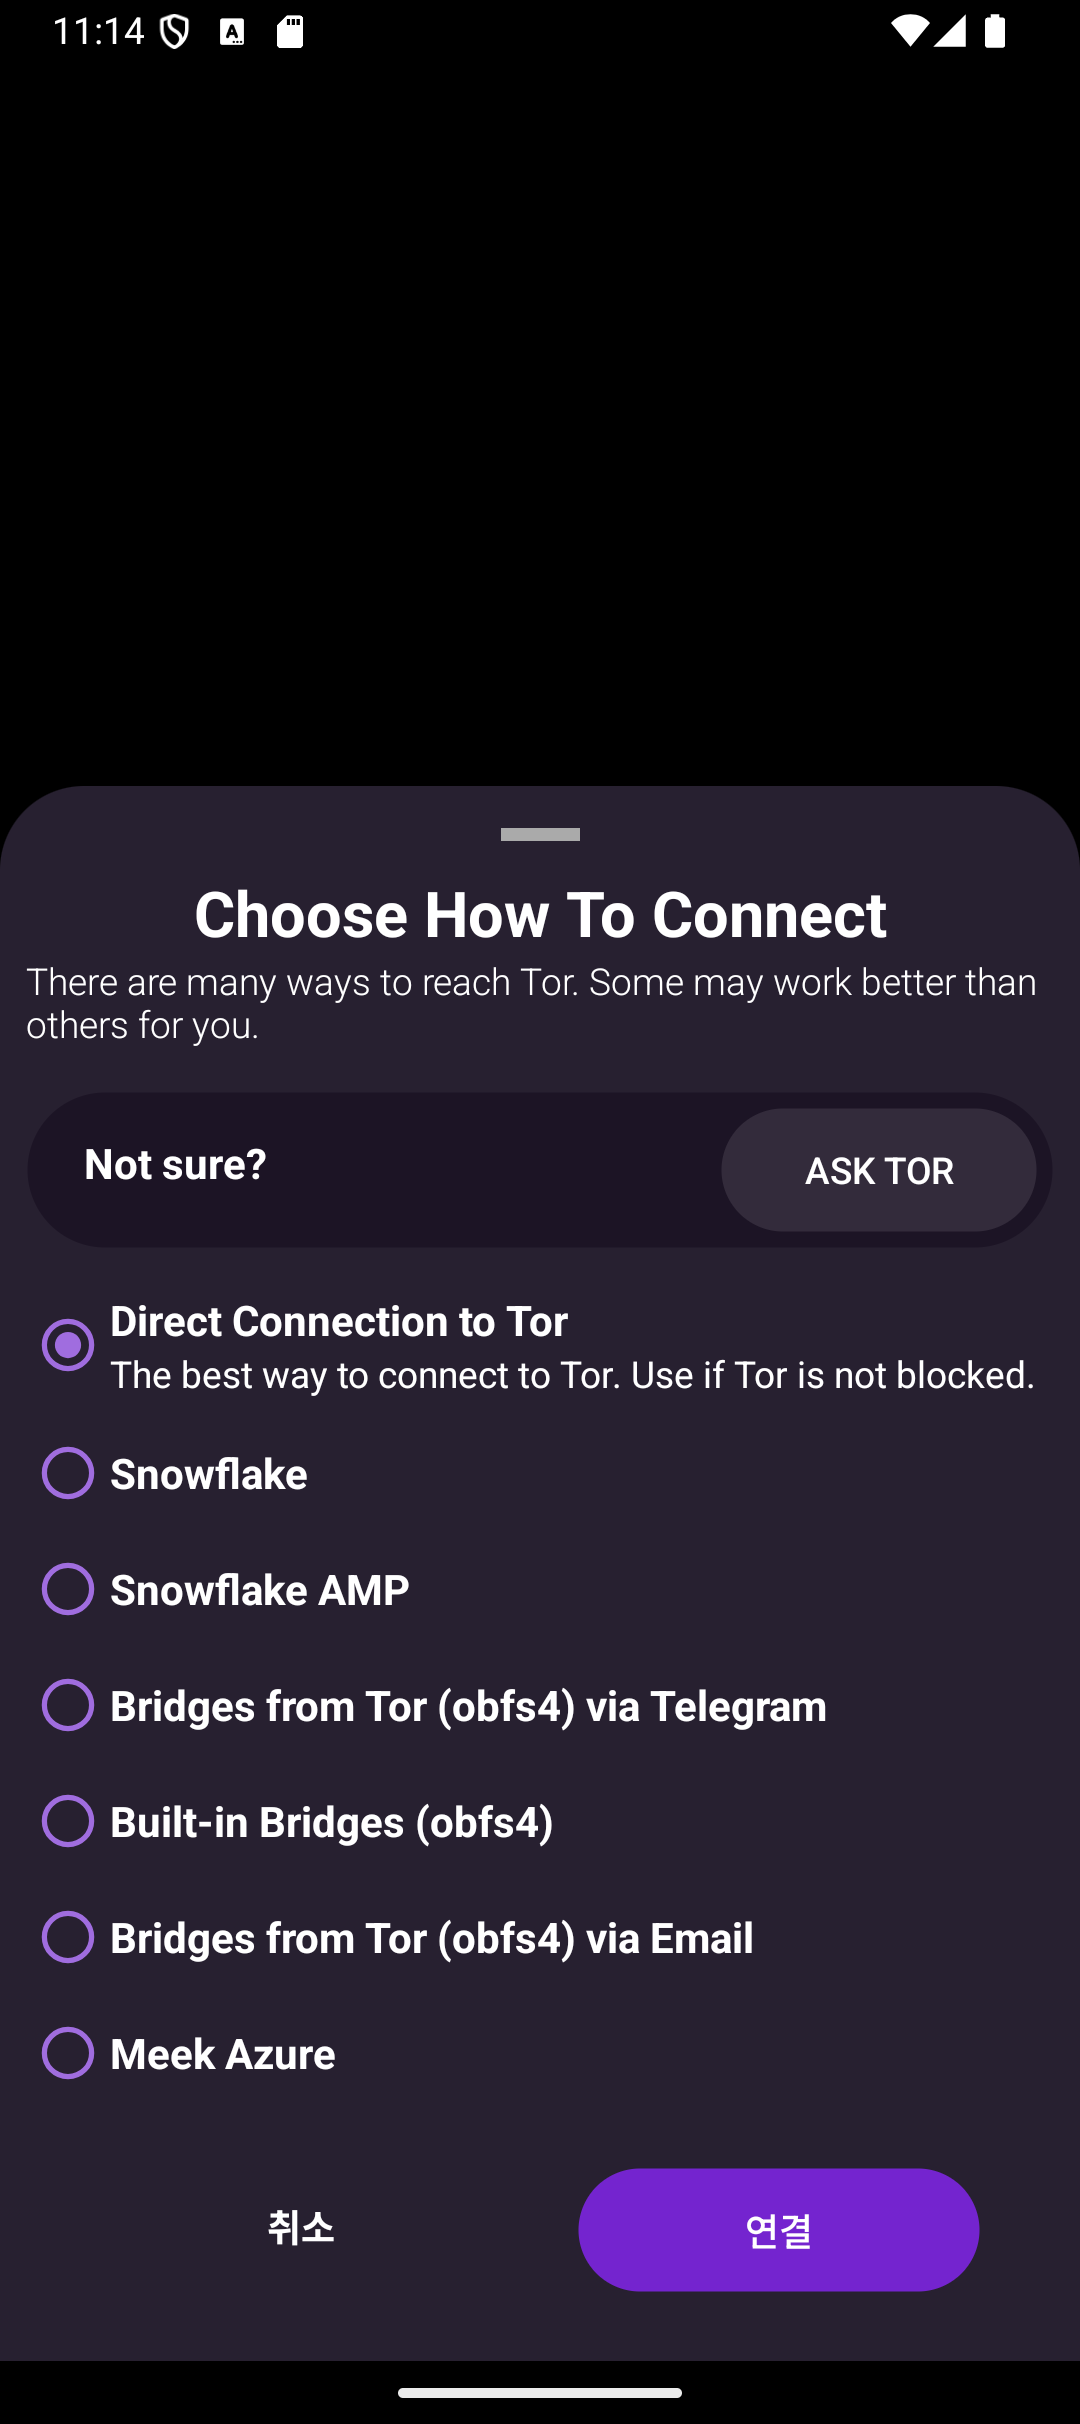 11:14
Choose How To Connect
There are many ways to reach Tor. Some may work better than
others for you.
Not sure?
ASK TOR
Direct Connection to Tor
The best way to connect to Tor. Use if Tor is not blocked.
Snowflake
Snowflake AMP
Bridges from Tor (obfs4) via Telegram
Built-in Bridges (obfs4)
Bridges from Tor (obfs4) via Email
Meek Azure
취소
연결